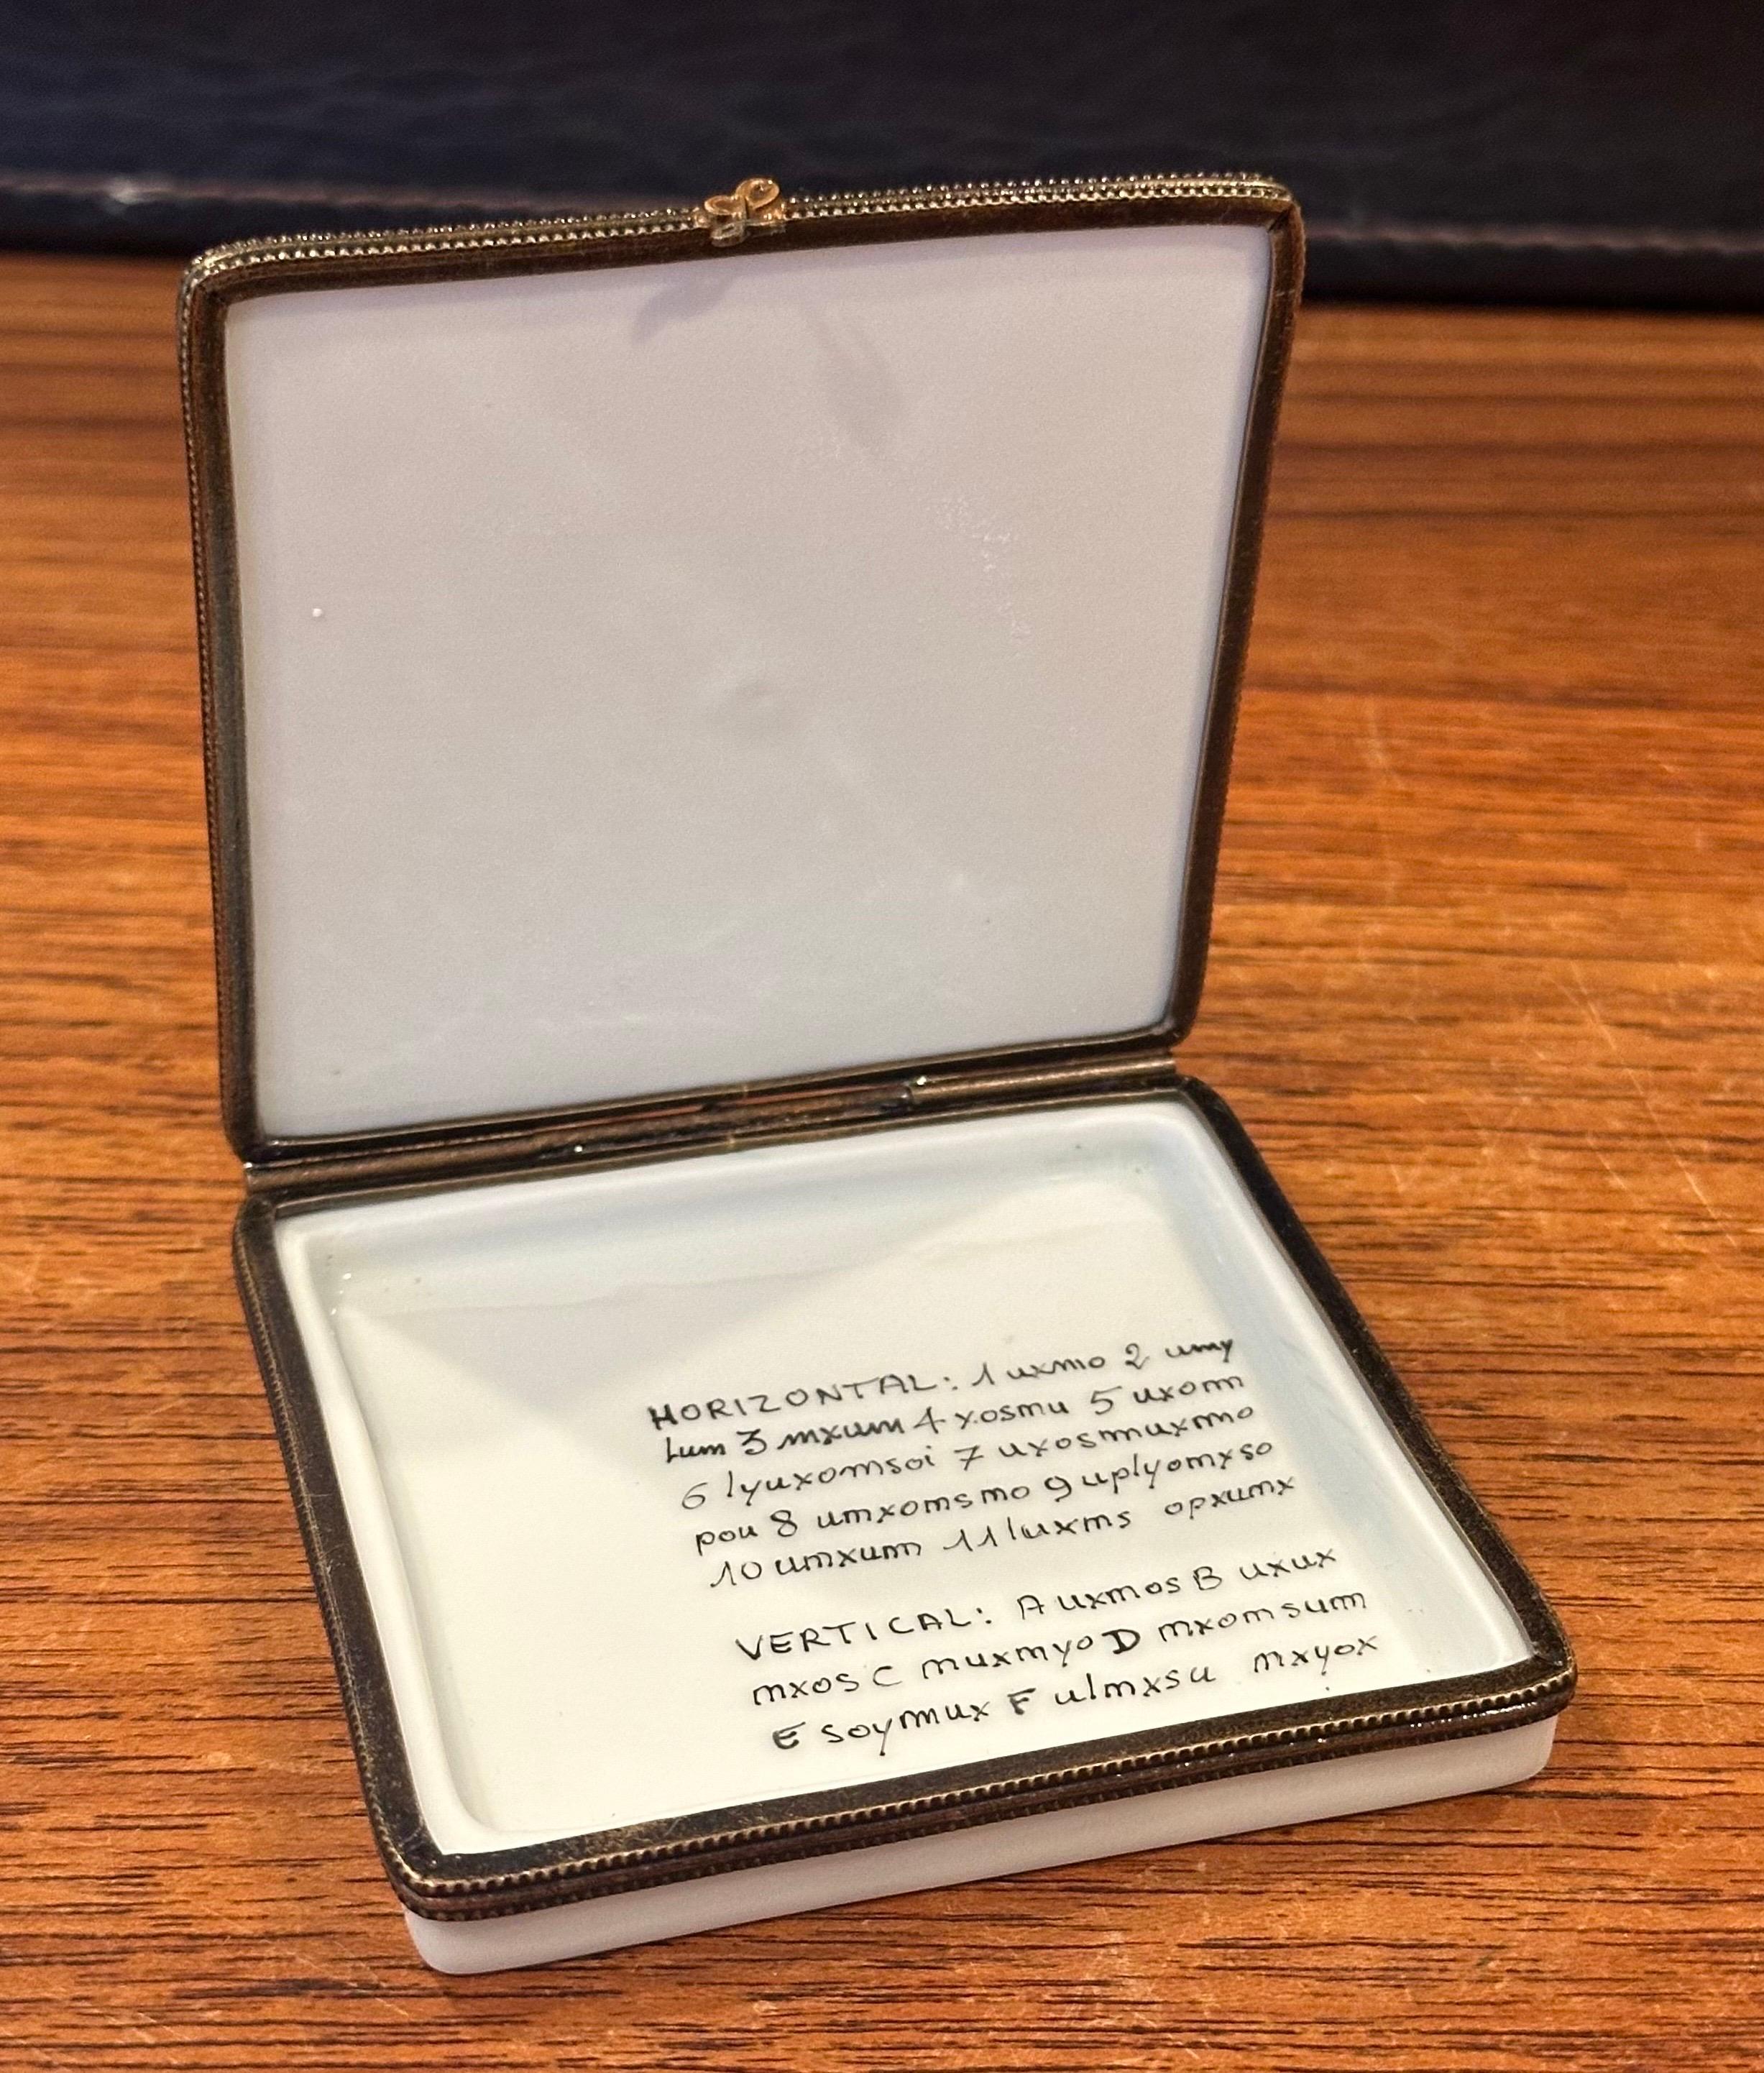 HORIZONTAL: 1 uxmo 2 umy
lum 3 mxum 4 xosmu 5 uxom
6 lyuxomsoi 7 uxosmuxmo
pou 8 umxomsmo 9 uplyomxso
10 umxum 11 luxms opxumx
VERTICAL: A uxmos B uxux
mxos C muxmyo D mxomsum
E soymux F ulmxsu mxyox